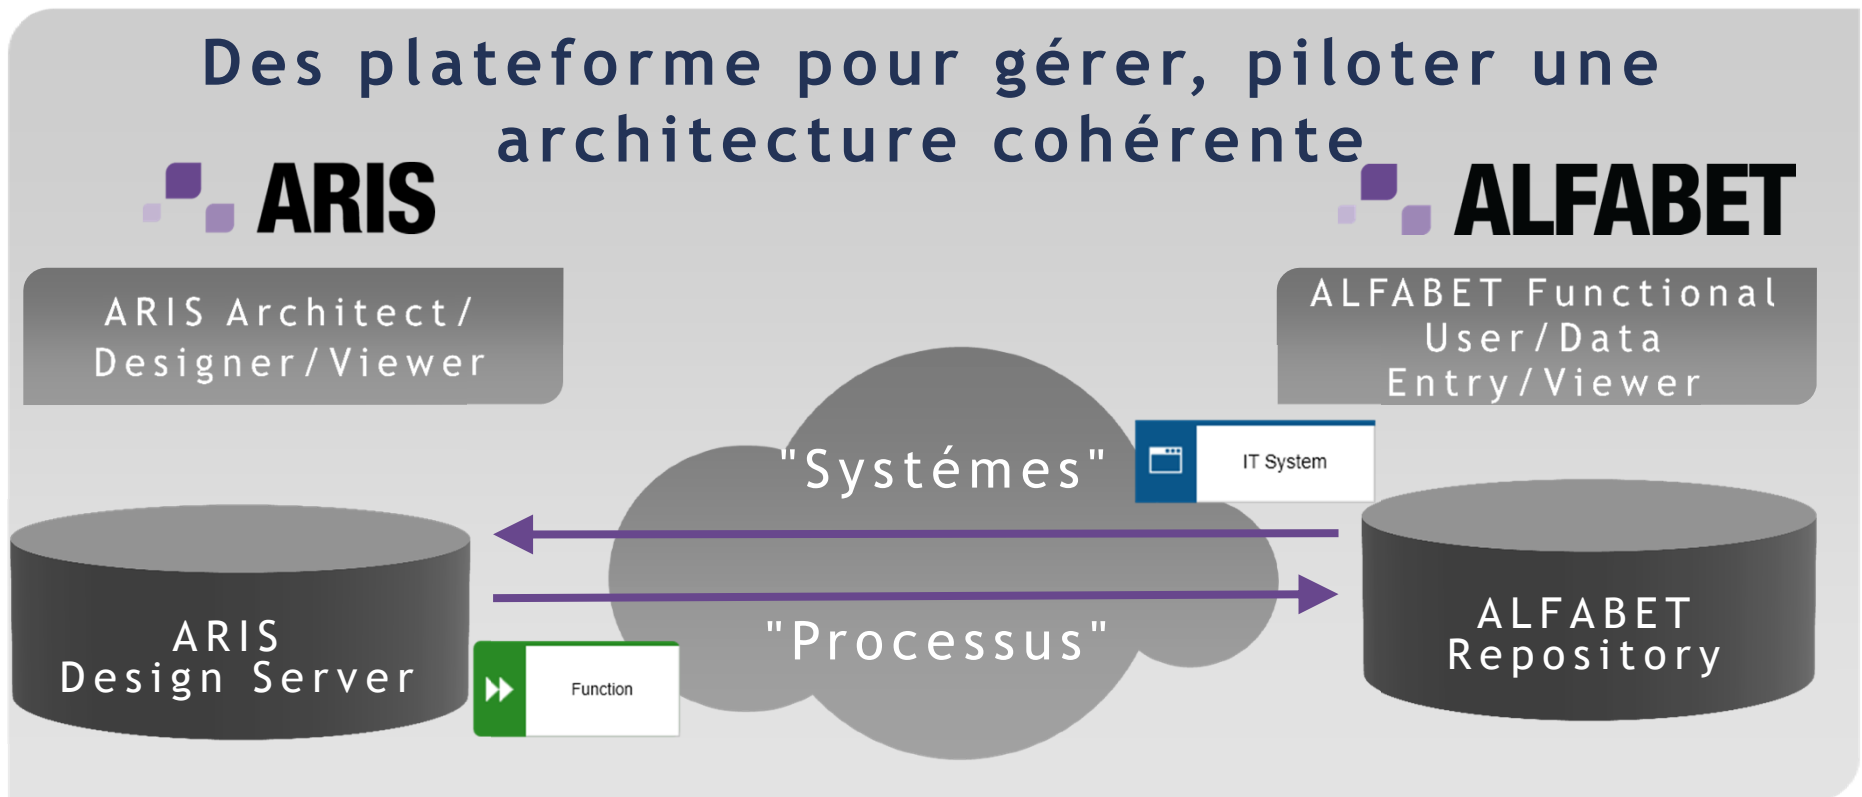 Des plateforme pour gérer, piloter une
architecture cohérente
ARIS
ALFABET
ARIS Architect/
Designer/Viewer
ALFABET Functional
User/Data
Entry/Viewer
"Systémes"
IT System
ARIS
Design Server
ALFABET
Repository
"Processus"
Function